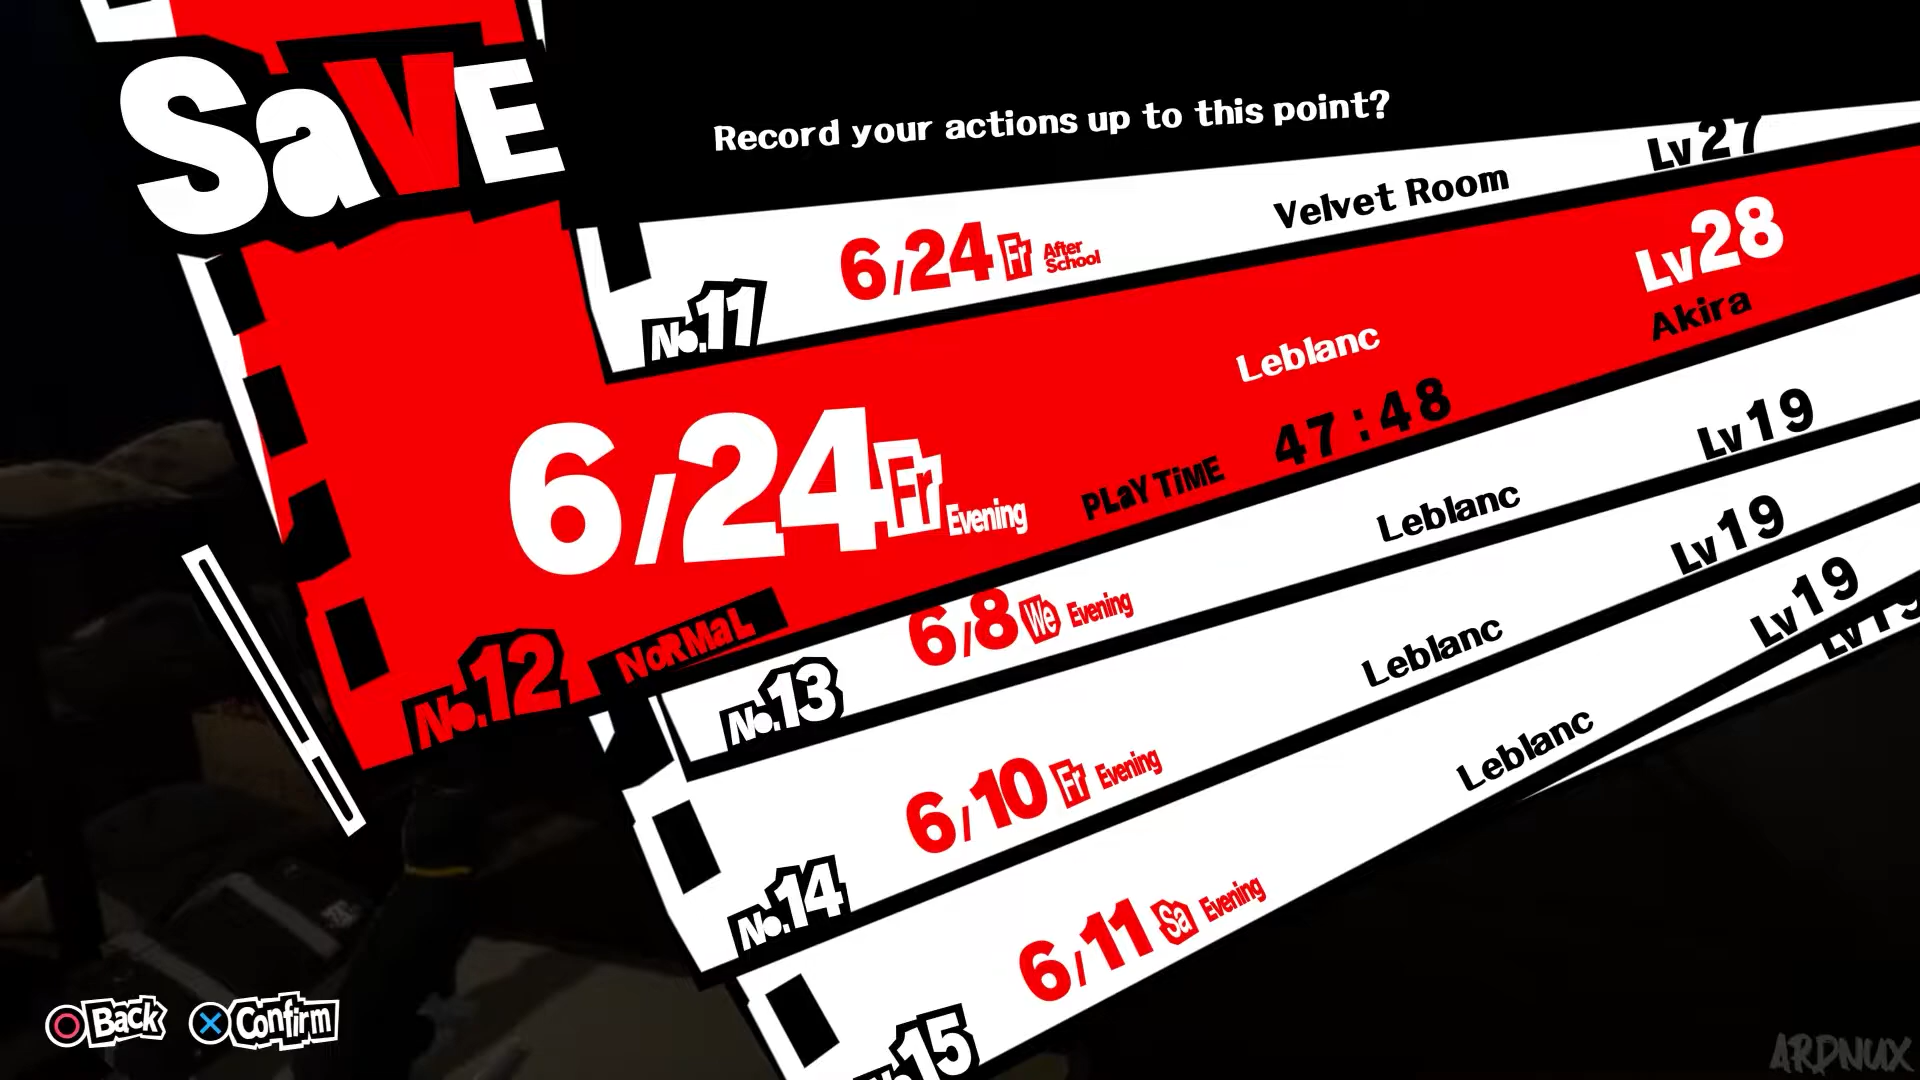 SaVE
Record your actions up to this point?
No.11 6/24 Fr After School Velvet Room Lv27
No.12 6/24 Fr Evening Leblanc Lv28
Akira
PLaY TiME 47:48
NoRMaL
No.13 6/8 We Evening Leblanc Lv19
No.14 6/10 Fr Evening Leblanc Lv19
No.15 6/11 Sa Evening Leblanc Lv19
Lv19
Back Confirm
ARDNUX